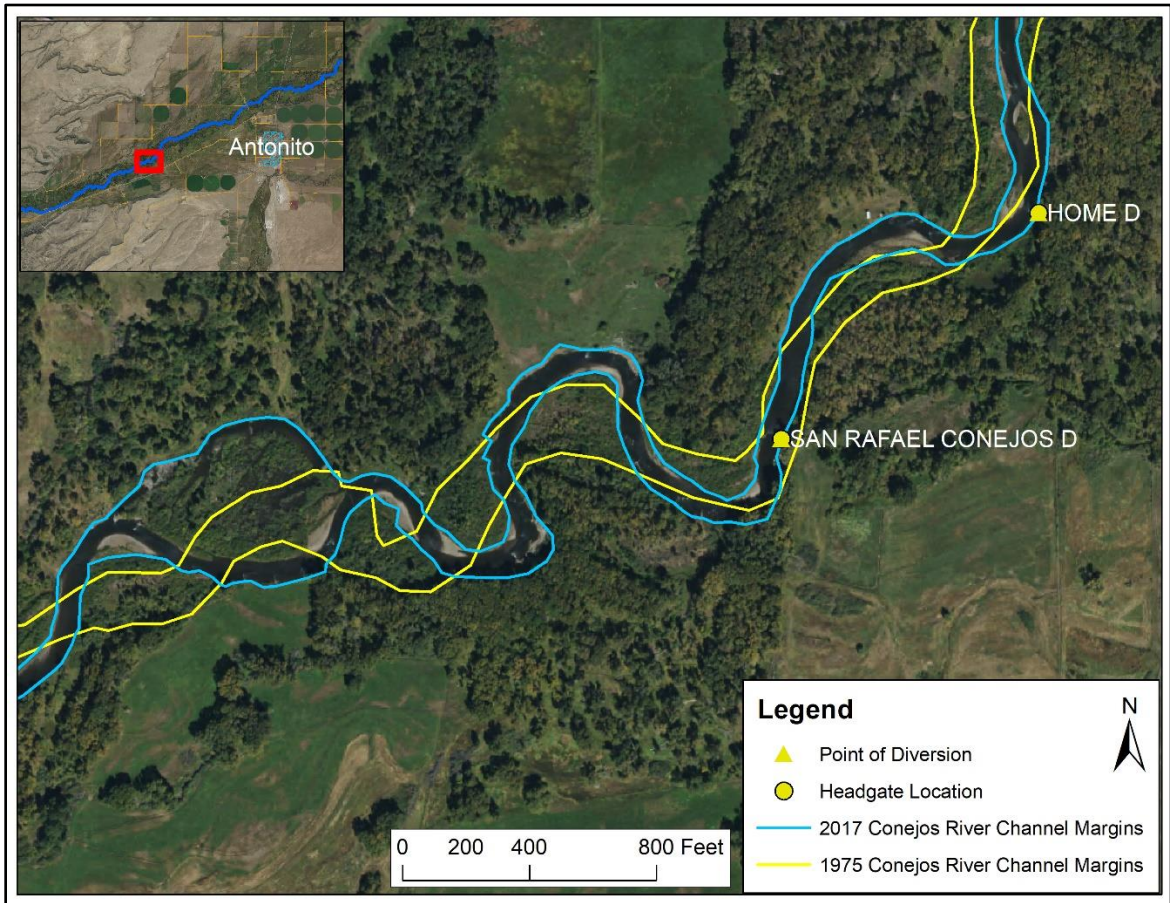 Antonito
HOME D
SAN RAFAEL CONEJOS D
Legend
N
Point of Diversion
Headgate Location
2017 Conejos River Channel Margins
1975 Conejos River Channel Margins
0 200 400 800 Feet